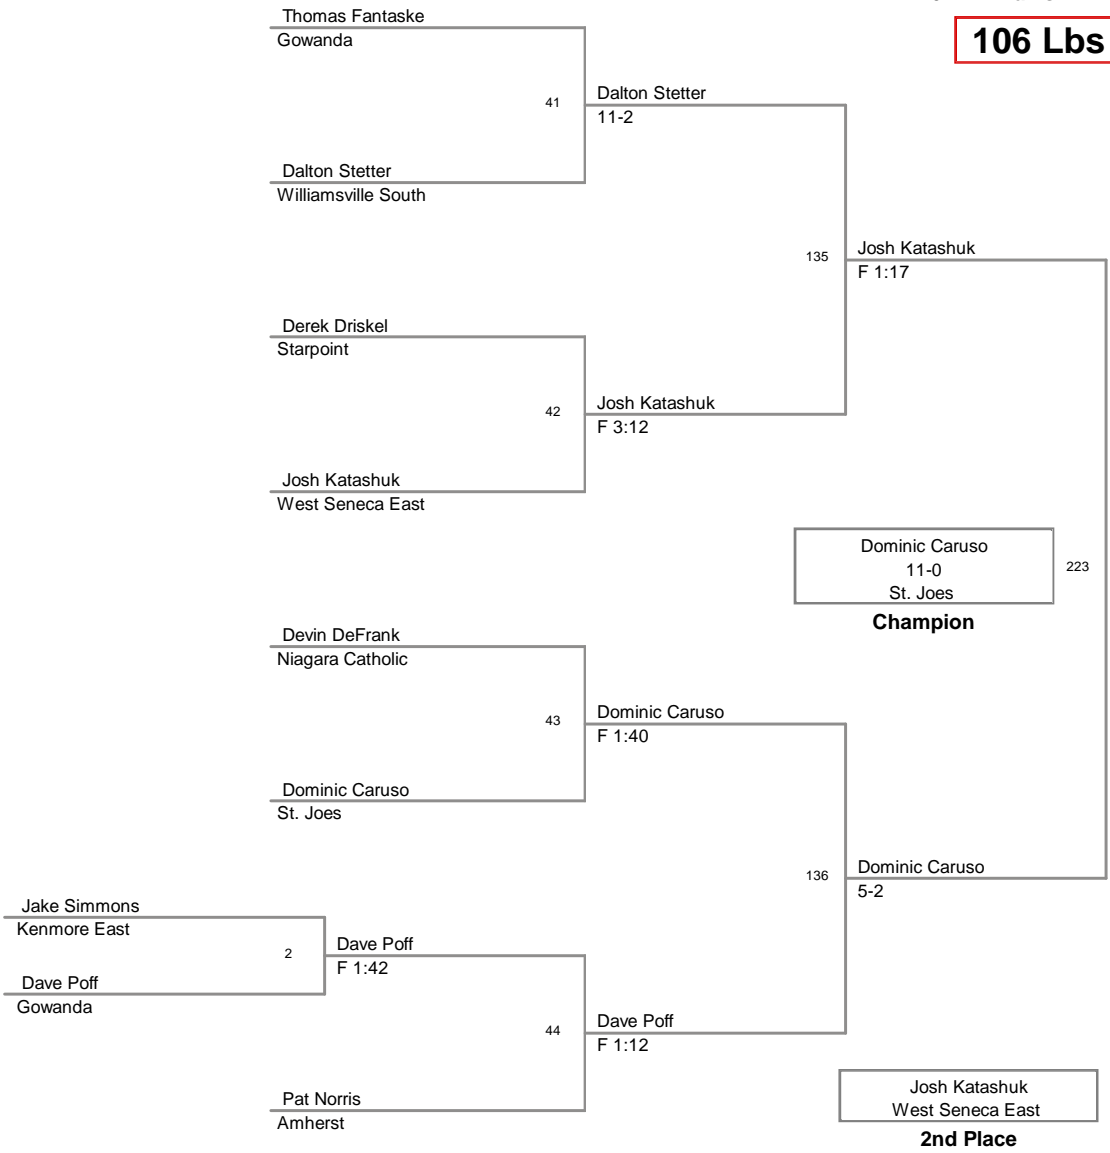 106 Lbs
Thomas Fantaske
Gowanda
41
Dalton Stetter
11-2
Dalton Stetter
Williamsville South
135
Josh Katashuk
F 1:17
Derek Driskel
Starpoint
42
Josh Katashuk
F 3:12
Josh Katashuk
West Seneca East
Dominic Caruso
11-0
St. Joes
223
Champion
Devin DeFrank
Niagara Catholic
43
Dominic Caruso
F 1:40
Dominic Caruso
St. Joes
136
Dominic Caruso
5-2
Jake Simmons
Kenmore East
2
Dave Poff
F 1:42
Dave Poff
Gowanda
44
Dave Poff
F 1:12
Pat Norris
Amherst
Josh Katashuk
West Seneca East
2nd Place